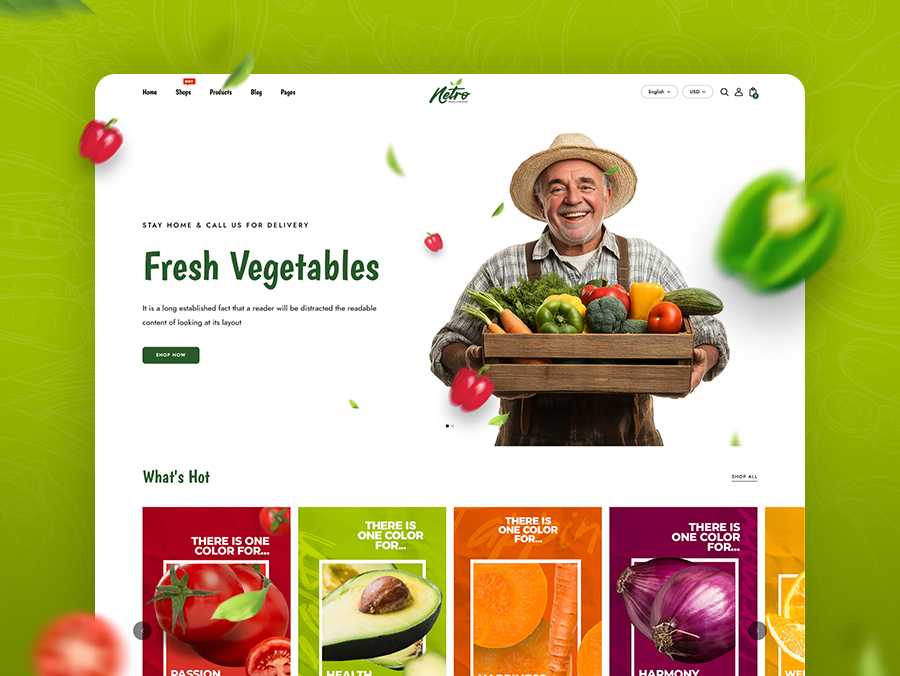 HOT
Home Shops Products Blog Pages
Netro
English USD
STAY HOME & CALL US FOR DELIVERY
Fresh Vegetables
It is a long established fact that a reader will be distracted the readable
content of looking at its layout
SHOP NOW
What's Hot
SHOP ALL
THERE IS ONE
COLOR FOR...
PASSION
THERE IS
ONE COLOR
FOR...
HEALTH
THERE IS
ONE COLOR
FOR...
HAPPINESS
THERE IS
ONE COLOR
FOR...
HARMONY